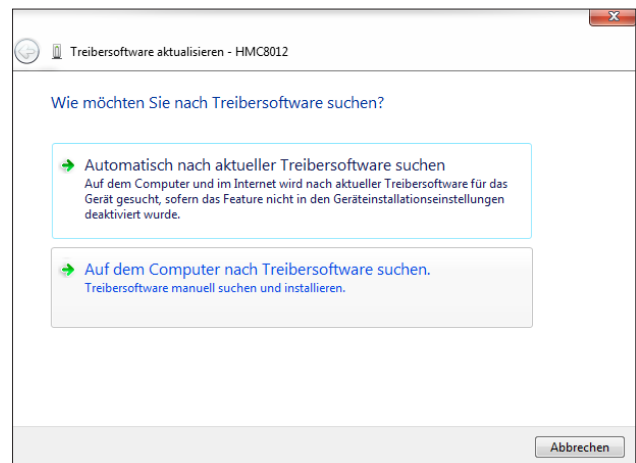 Treibersoftware aktualisieren - HMC8012
Wie möchten Sie nach Treibersoftware suchen?
Automatisch nach aktueller Treibersoftware suchen
Auf dem Computer und im Internet wird nach aktueller Treibersoftware für das
Gerät gesucht, sofern das Feature nicht in den Geräteinstallationseinstellungen
deaktiviert wurde.
Auf dem Computer nach Treibersoftware suchen.
Treibersoftware manuell suchen und installieren.
Abbrechen